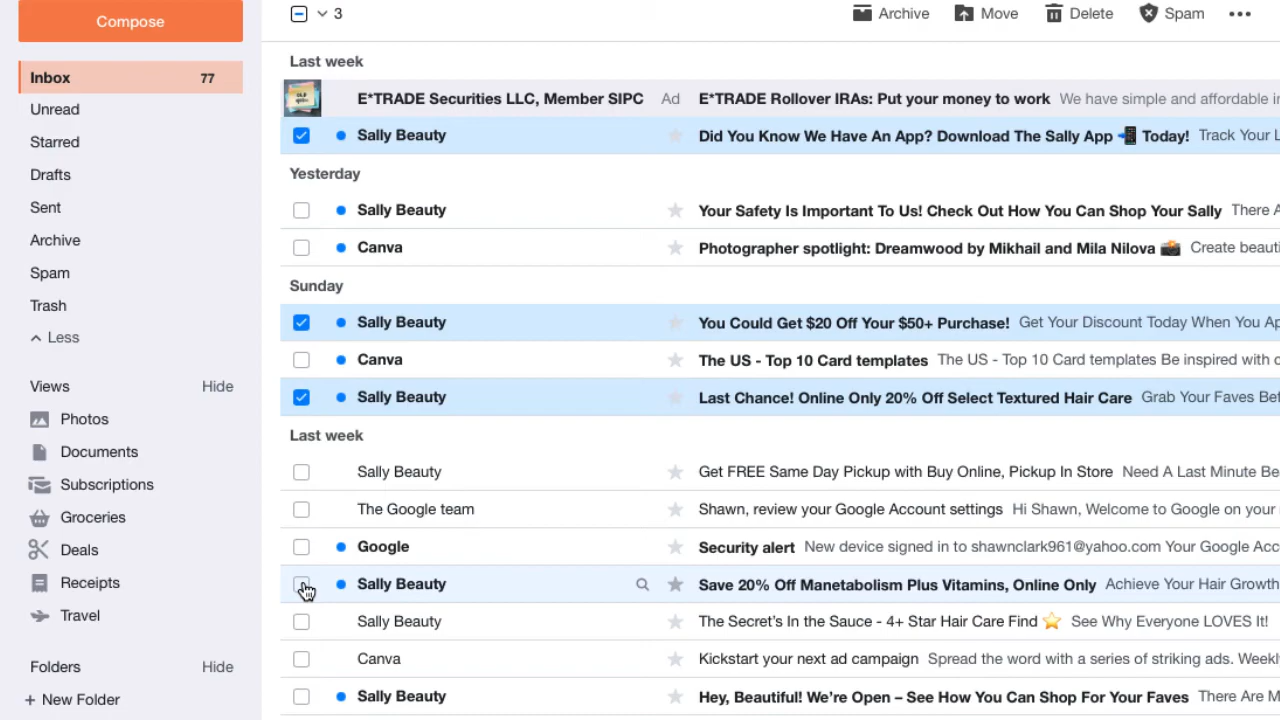 Compose
3
Archive
Move
Delete
Spam
Inbox 77
Unread
Starred
Drafts
Sent
Archive
Spam
Trash
Less
Views Hide
Photos
Documents
Subscriptions
Groceries
Deals
Receipts
Travel
Folders Hide
+ New Folder
Last week
E*TRADE Securities LLC, Member SIPC Ad E*TRADE Rollover IRAs: Put your money to work We have simple and affordable
Sally Beauty Did You Know We Have An App? Download The Sally App 📲 Today! Track Your
Yesterday
Sally Beauty Your Safety Is Important To Us! Check Out How You Can Shop Your Sally There
Canva Photographer spotlight: Dreamwood by Mikhail and Mila Nilova 📸 Create
Sunday
Sally Beauty You Could Get $20 Off Your $50+ Purchase! Get Your Discount Today When You
Canva The US - Top 10 Card templates The US - Top 10 Card templates Be inspired with
Sally Beauty Last Chance! Online Only 20% Off Select Textured Hair Care Grab Your Faves
Last week
Sally Beauty Get FREE Same Day Pickup with Buy Online, Pickup In Store Need A Last Minute
The Google team Shawn, review your Google Account settings Hi Shawn, Welcome to Google on your
Google Security alert New device signed in to shawnclark961@yahoo.com Your Google
Sally Beauty Save 20% Off Manetabolism Plus Vitamins, Online Only Achieve Your Hair Growth
Sally Beauty The Secret's In the Sauce - 4+ Star Hair Care Find ⭐ See Why Everyone LOVES It!
Canva Kickstart your next ad campaign Spread the word with a series of striking ads.
Sally Beauty Hey, Beautiful! We're Open – See How You Can Shop For Your Faves There Are